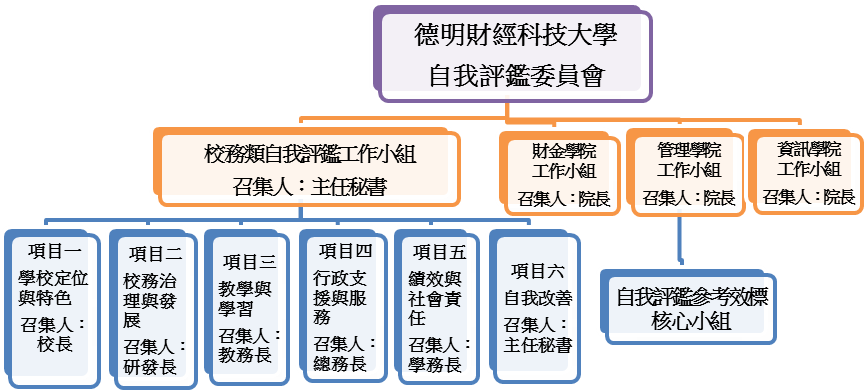 德明財經科技大學
自我評鑑委員會
校務類自我評鑑工作小組
召集人：主任秘書
財金學院
工作小組
召集人：院長
管理學院
工作小組
召集人：院長
資訊學院
工作小組
召集人：院長
項目一
學校定位
與特色
召集人：
校長
項目二
校務治
理與發
展
召集人：
研發長
項目三
教學與
學習
召集人：
教務長
項目四
行政支
援與服
務
召集人：
總務長
項目五
績效與
社會責
任
召集人：
學務長
項目六
自我改善
召集人：
主任秘書
自我評鑑參考效標
核心小組